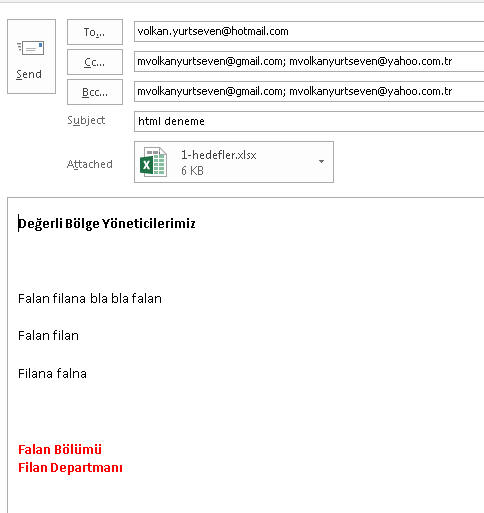 Send
To...
volkan.yurtseven@hotmail.com
Cc...
mvolkanyurtseven@gmail.com; mvolkanyurtseven@yahoo.com.tr
Bcc...
mvolkanyurtseven@gmail.com; mvolkanyurtseven@yahoo.com.tr
Subject
html deneme
Attached
1-hedefler.xlsx
6 KB
Değerli Bölge Yöneticilerimiz
Falan filana bla bla falan
Falan filan
Filana falna
Falan Bölümü
Filan Departmanı